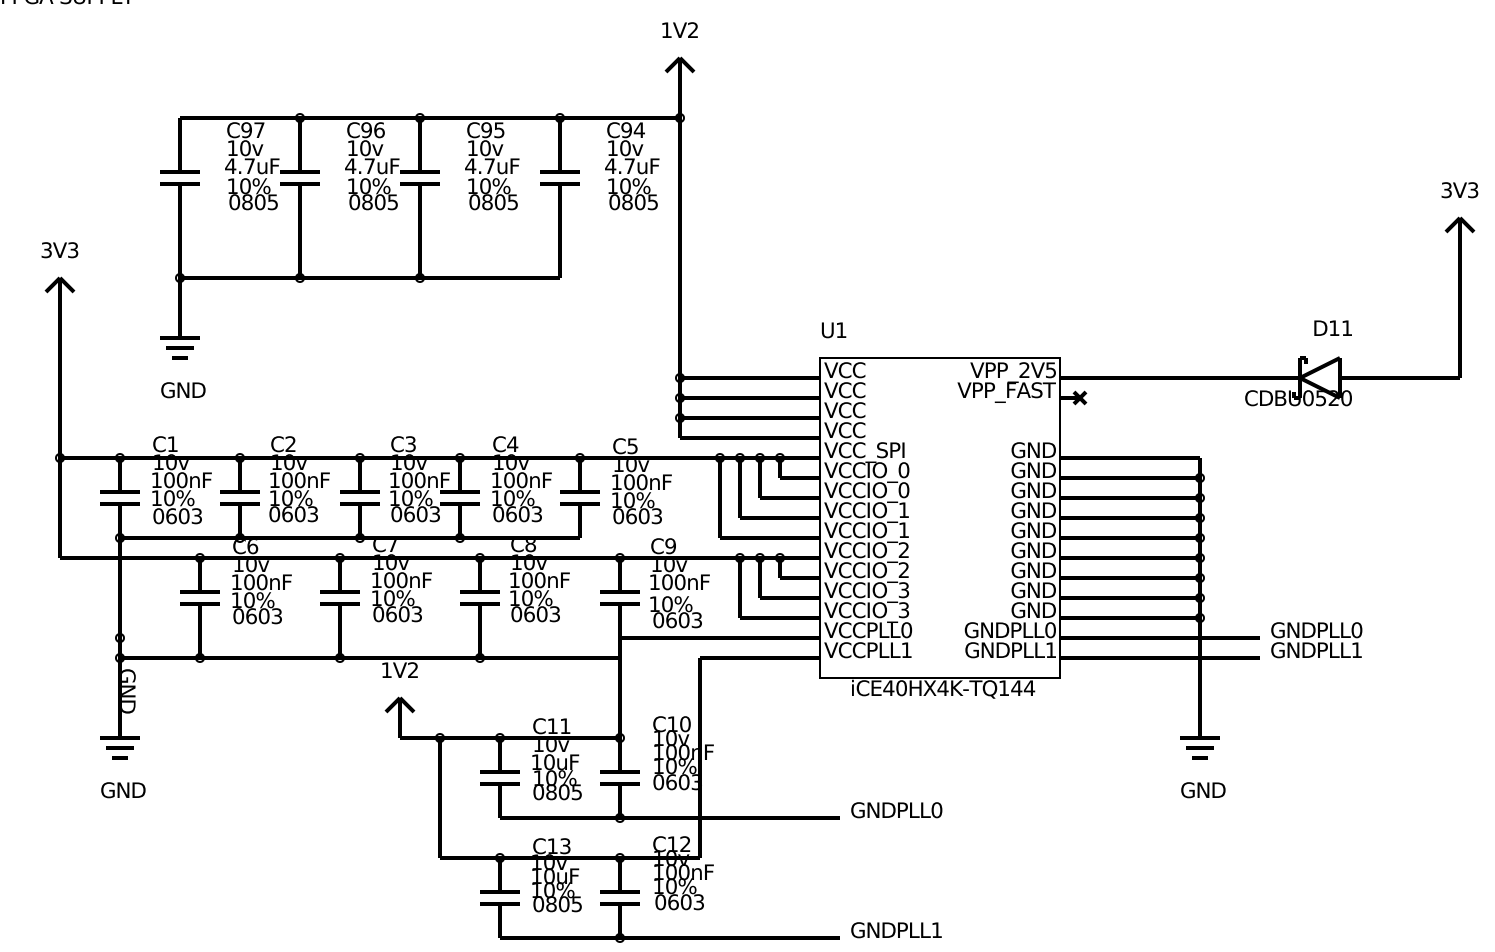 1V2
C97
10v
4.7uF
10%
0805
C96
10v
4.7uF
10%
0805
C95
10v
4.7uF
10%
0805
C94
10v
4.7uF
10%
0805
3V3
3V3
GND
U1
D11
CDBU0520
VCC
VCC
VCC
VCC
VCC_SPI
VCCIO_0
VCCIO_0
VCCIO_1
VCCIO_1
VCCIO_2
VCCIO_2
VCCIO_3
VCCIO_3
VCCPLL0
VCCPLL1
VPP_2V5
VPP_FAST
GND
GND
GND
GND
GND
GND
GND
GND
GND
GNDPLL0
GNDPLL1
GNDPLL0
GNDPLL1
iCE40HX4K-TQ144
C1
10v
100nF
10%
0603
C2
10v
100nF
10%
0603
C3
10v
100nF
10%
0603
C4
10v
100nF
10%
0603
C5
10v
100nF
10%
0603
C6
10v
100nF
10%
0603
C7
10v
100nF
10%
0603
C8
10v
100nF
10%
0603
C9
10v
100nF
10%
0603
GND
GND
1V2
C11
10v
10uF
10%
0805
C10
10v
100nF
10%
0603
GND
GNDPLL0
C13
10v
10uF
10%
0805
C12
10v
100nF
10%
0603
GNDPLL1